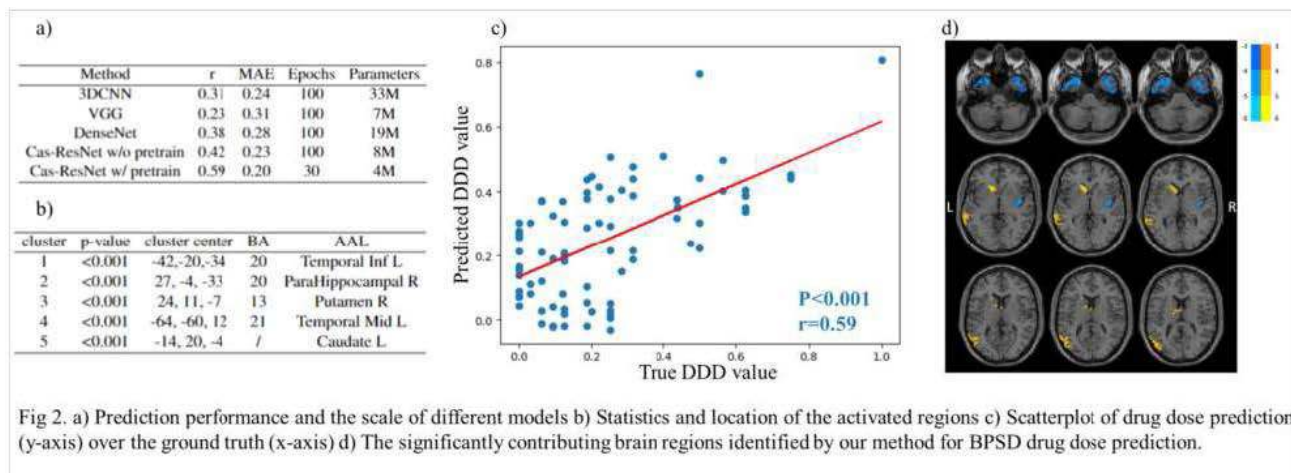 a)
Method r MAE Epochs Parameters
3DCNN 0.31 0.24 100 33M
VGG 0.23 0.31 100 7M
DenseNet 0.38 0.28 100 19M
Cas-ResNet w/o pretrain 0.42 0.23 100 8M
Cas-ResNet w/ pretrain 0.59 0.20 30 4M
b)
cluster p-value cluster center BA AAL
1 <0.001 -42,-20,-34 20 Temporal Inf L
2 <0.001 27, -4, -33 20 ParaHippocampal R
3 <0.001 24, 11, -7 13 Putamen R
4 <0.001 -64, -60, 12 21 Temporal Mid L
5 <0.001 -14, 20, -4 / Caudate L
c)
Predicted DDD value
0.8
0.6
0.4
0.2
0.0
P<0.001
r=0.59
0.0 0.2 0.4 0.6 0.8 1.0
True DDD value
d)
L
R
Fig 2. a) Prediction performance and the scale of different models b) Statistics and location of the activated regions c) Scatterplot of drug dose prediction
(y-axis) over the ground truth (x-axis) d) The significantly contributing brain regions identified by our method for BPSD drug dose prediction.